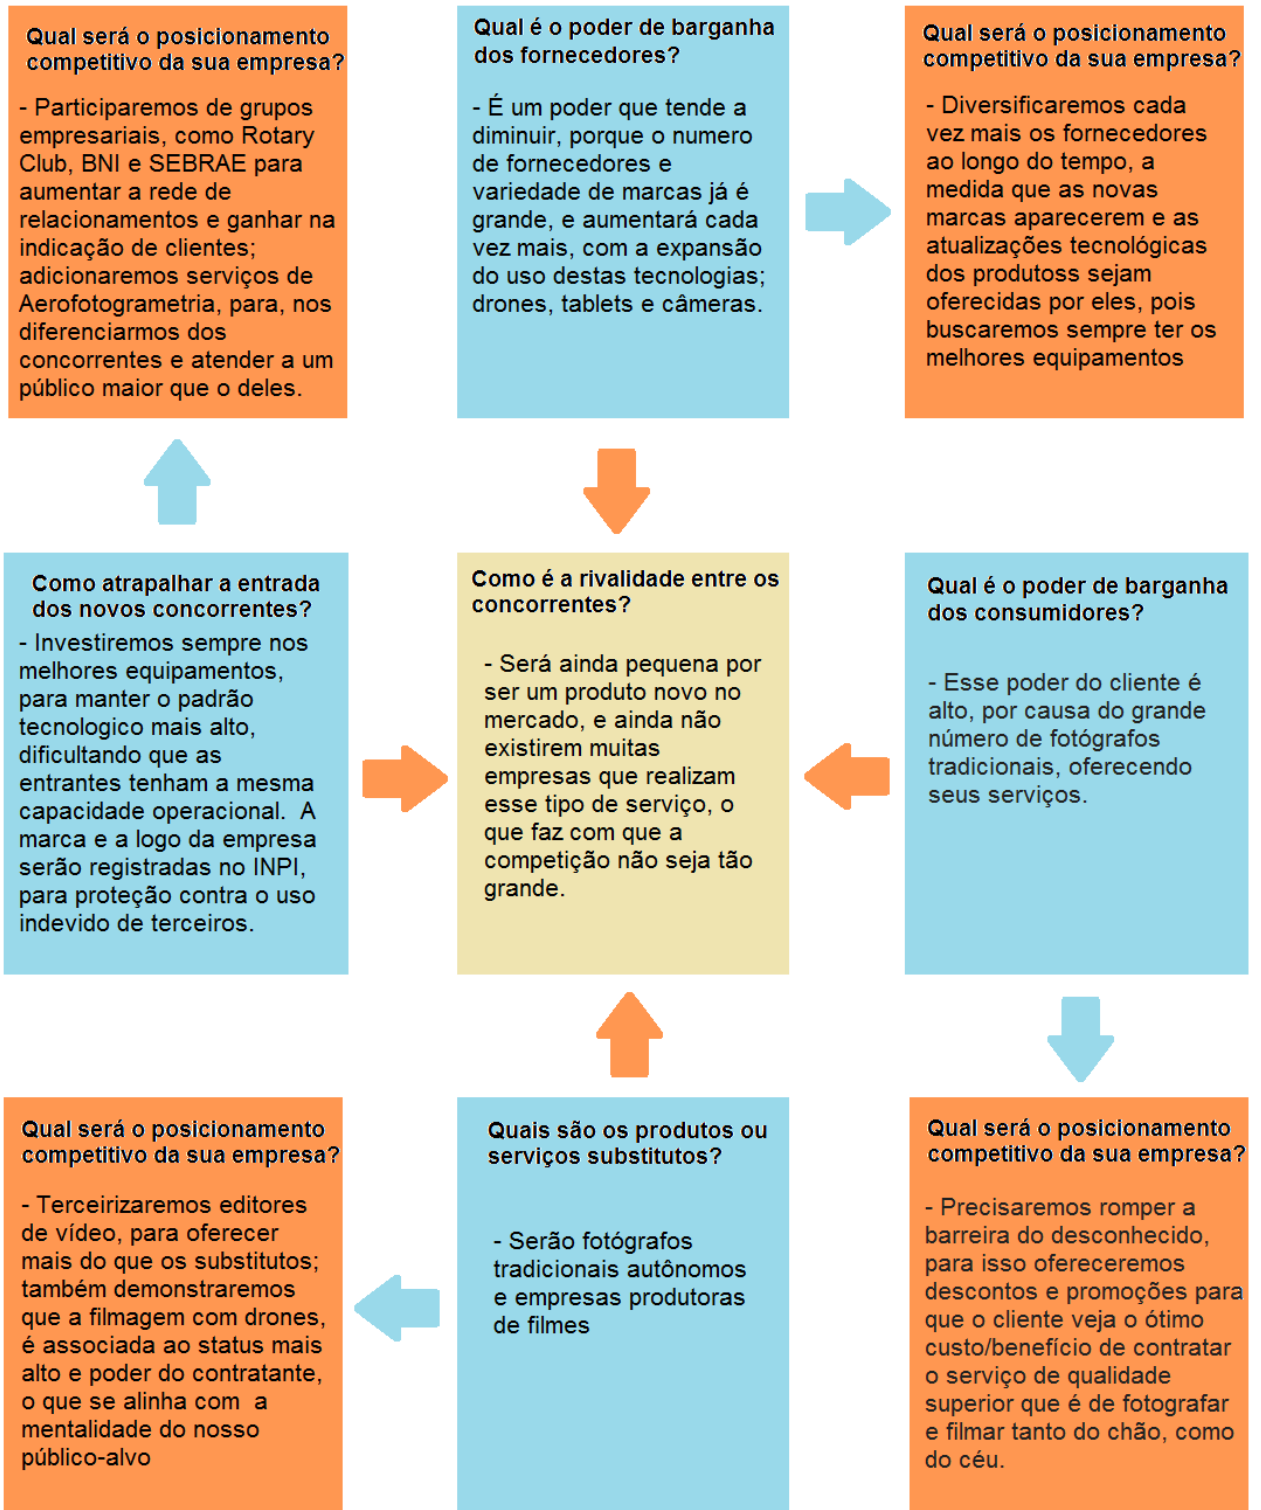 Qual será o posicionamento
competitivo da sua empresa?
- Participaremos de grupos
empresariais, como Rotary
Club, BNI e SEBRAE para
aumentar a rede de
relacionamentos e ganhar na
indicação de clientes;
adicionaremos serviços de
Aerofotogrametria, para, nos
diferenciarmos dos
concorrentes e atender a um
público maior que o deles.
Qual é o poder de barganha
dos fornecedores?
- É um poder que tende a
diminuir, porque o numero
de fornecedores e
variedade de marcas já é
grande, e aumentará cada
vez mais, com a expansão
do uso destas tecnologias;
drones, tablets e câmeras.
Qual será o posicionamento
competitivo da sua empresa?
- Diversificaremos cada
vez mais os fornecedores
ao longo do tempo, a
medida que as novas
marcas aparecerem e as
atualizações tecnológicas
dos produtoss sejam
oferecidas por eles, pois
buscaremos sempre ter os
melhores equipamentos
Como atrapalhar a entrada
dos novos concorrentes?
- Investiremos sempre nos
melhores equipamentos,
para manter o padrão
tecnologico mais alto,
dificultando que as
entrantes tenham a mesma
capacidade operacional. A
marca e a logo da empresa
serão registradas no INPI,
para proteção contra o uso
indevido de terceiros.
Como é a rivalidade entre os
concorrentes?
- Será ainda pequena por
ser um produto novo no
mercado, e ainda não
existirem muitas
empresas que realizam
esse tipo de serviço, o
que faz com que a
competição não seja tão
grande.
Qual é o poder de barganha
dos consumidores?
- Esse poder do cliente é
alto, por causa do grande
número de fotógrafos
tradicionais, oferecendo
seus serviços.
Qual será o posicionamento
competitivo da sua empresa?
- Terceirizaremos editores
de vídeo, para oferecer
mais do que os substitutos;
também demonstraremos
que a filmagem com drones,
é associada ao status mais
alto e poder do contratante,
o que se alinha com a
mentalidade do nosso
público-alvo
Quais são os produtos ou
serviços substitutos?
- Serão fotógrafos
tradicionais autônomos
e empresas produtoras
de filmes
Qual será o posicionamento
competitivo da sua empresa?
- Precisaremos romper a
barreira do desconhecido,
para isso ofereceremos
descontos e promoções para
que o cliente veja o ótimo
custo/benefício de contratar
o serviço de qualidade
superior que é de fotografar
e filmar tanto do chão, como
do céu.